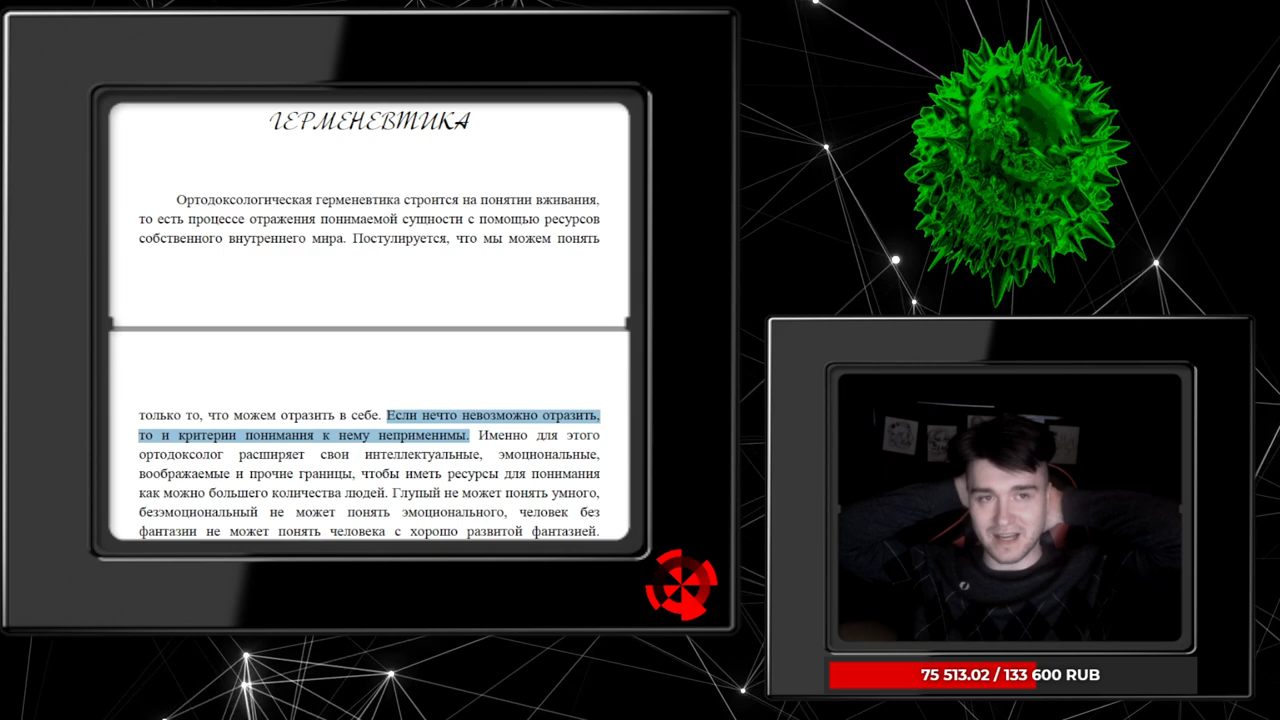 ГЕРМЕНЕВТИКА
Ортодоксологическая герменевтика строится на понятии вживания,
то есть процессе отражения понимаемой сущности с помощью ресурсов
собственного внутреннего мира. Постулируется, что мы можем понять
только то, что можем отразить в себе. Если нечто невозможно отразить,
то и критерии понимания к нему неприменимы. Именно для этого
ортодоксолог расширяет свои интеллектуальные, эмоциональные,
воображаемые и прочие границы, чтобы иметь ресурсы для понимания
как можно большего количества людей. Глупый не может понять умного,
безэмоциональный не может понять эмоционального, человек без
фантазии не может понять человека с хорошо развитой фантазией.
75 513.02 / 133 600 RUB